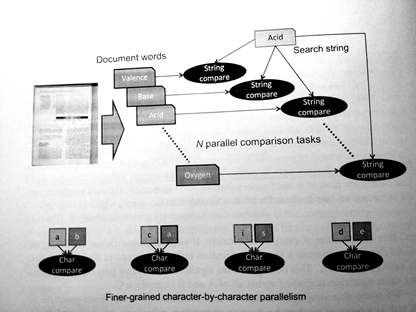 Acid
Document words
Search string
Valence
String
compare
Base
String
compare
Acid
String
compare
N parallel comparison tasks
Oxygen
String
compare
a b
c a
i s
d e
Char
compare
Char
compare
Char
compare
Char
compare
Finer-grained character-by-character parallelism